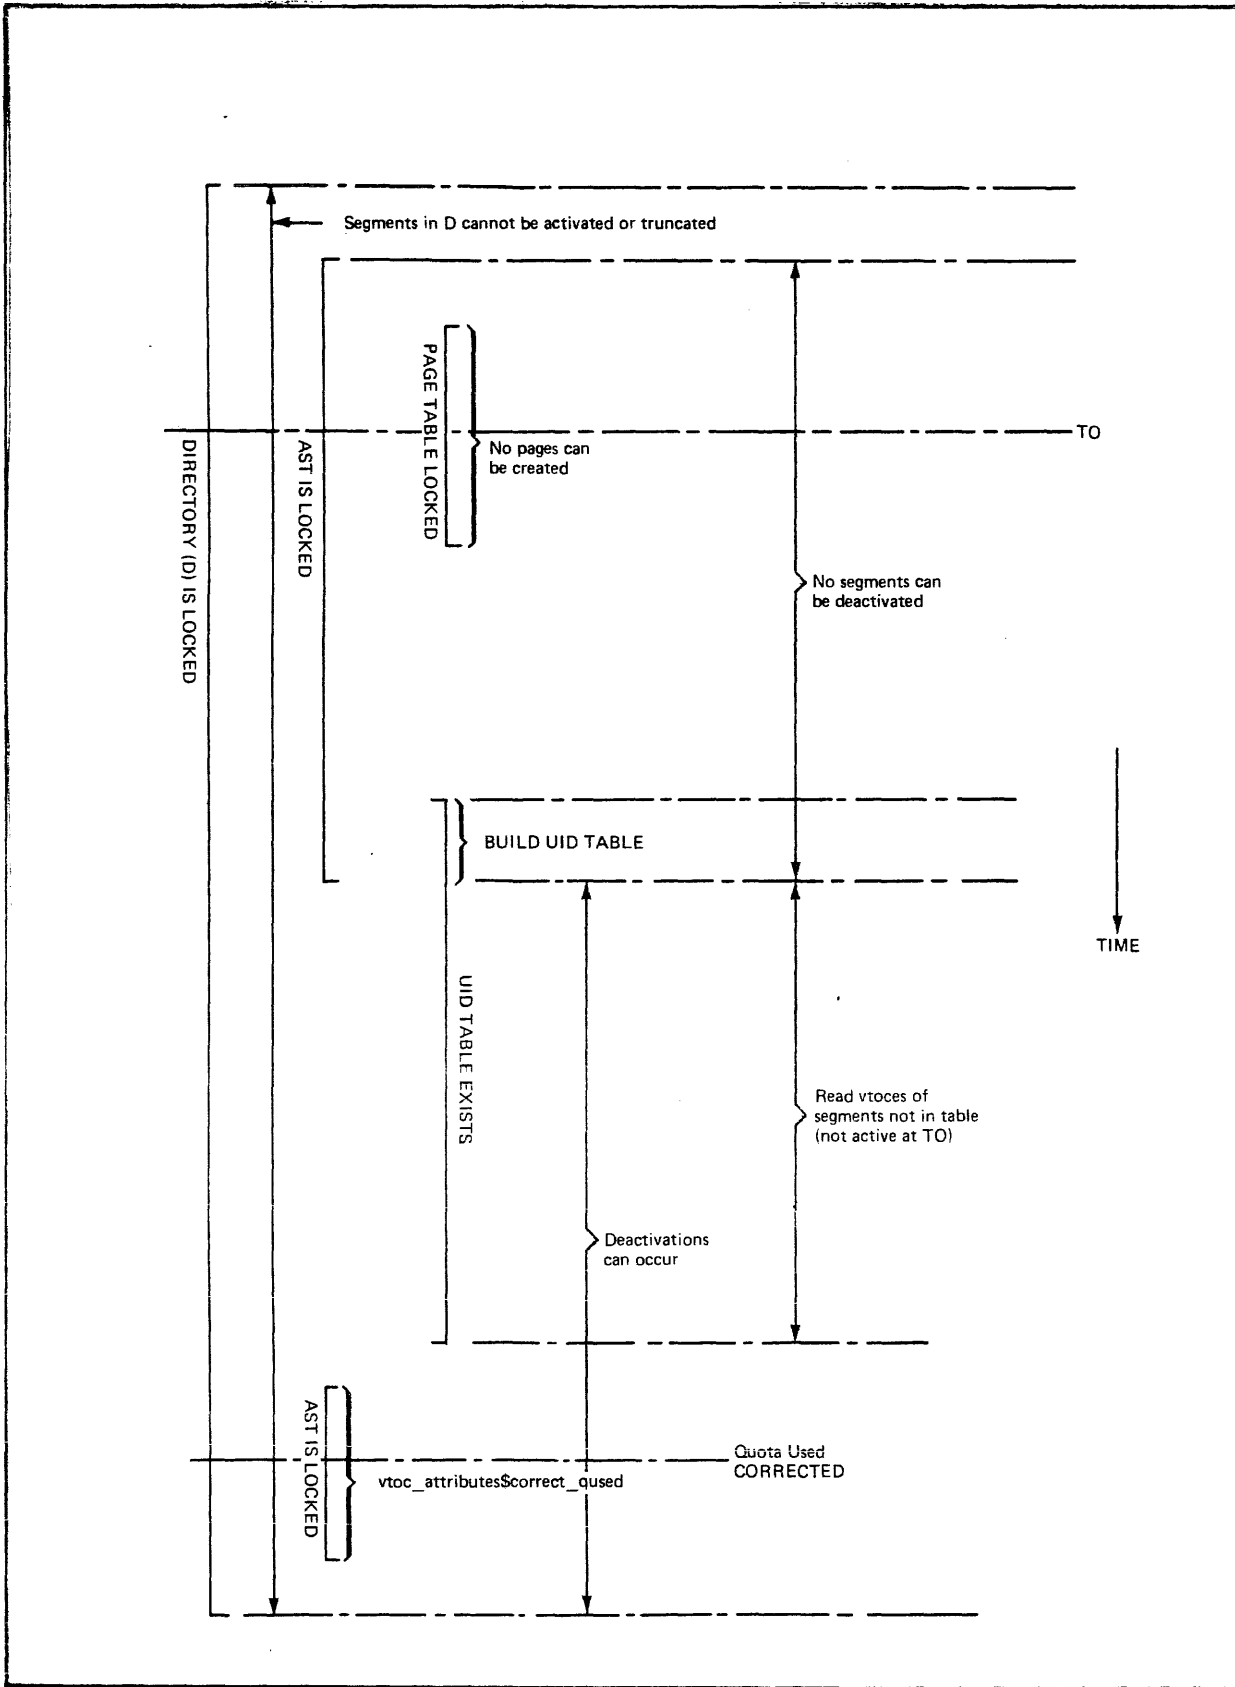 Segments in D cannot be activated or truncated
PAGE TABLE LOCKED
TO
No pages can
be created
DIRECTORY (D) IS LOCKED
AST IS LOCKED
No segments can
be deactivated
BUILD UID TABLE
TIME
UID TABLE EXISTS
Read vtoces of
segments not in table
(not active at TO)
Deactivations
can occur
AST IS LOCKED
Quota Used
CORRECTED
vtoc_attributes$correct_qused